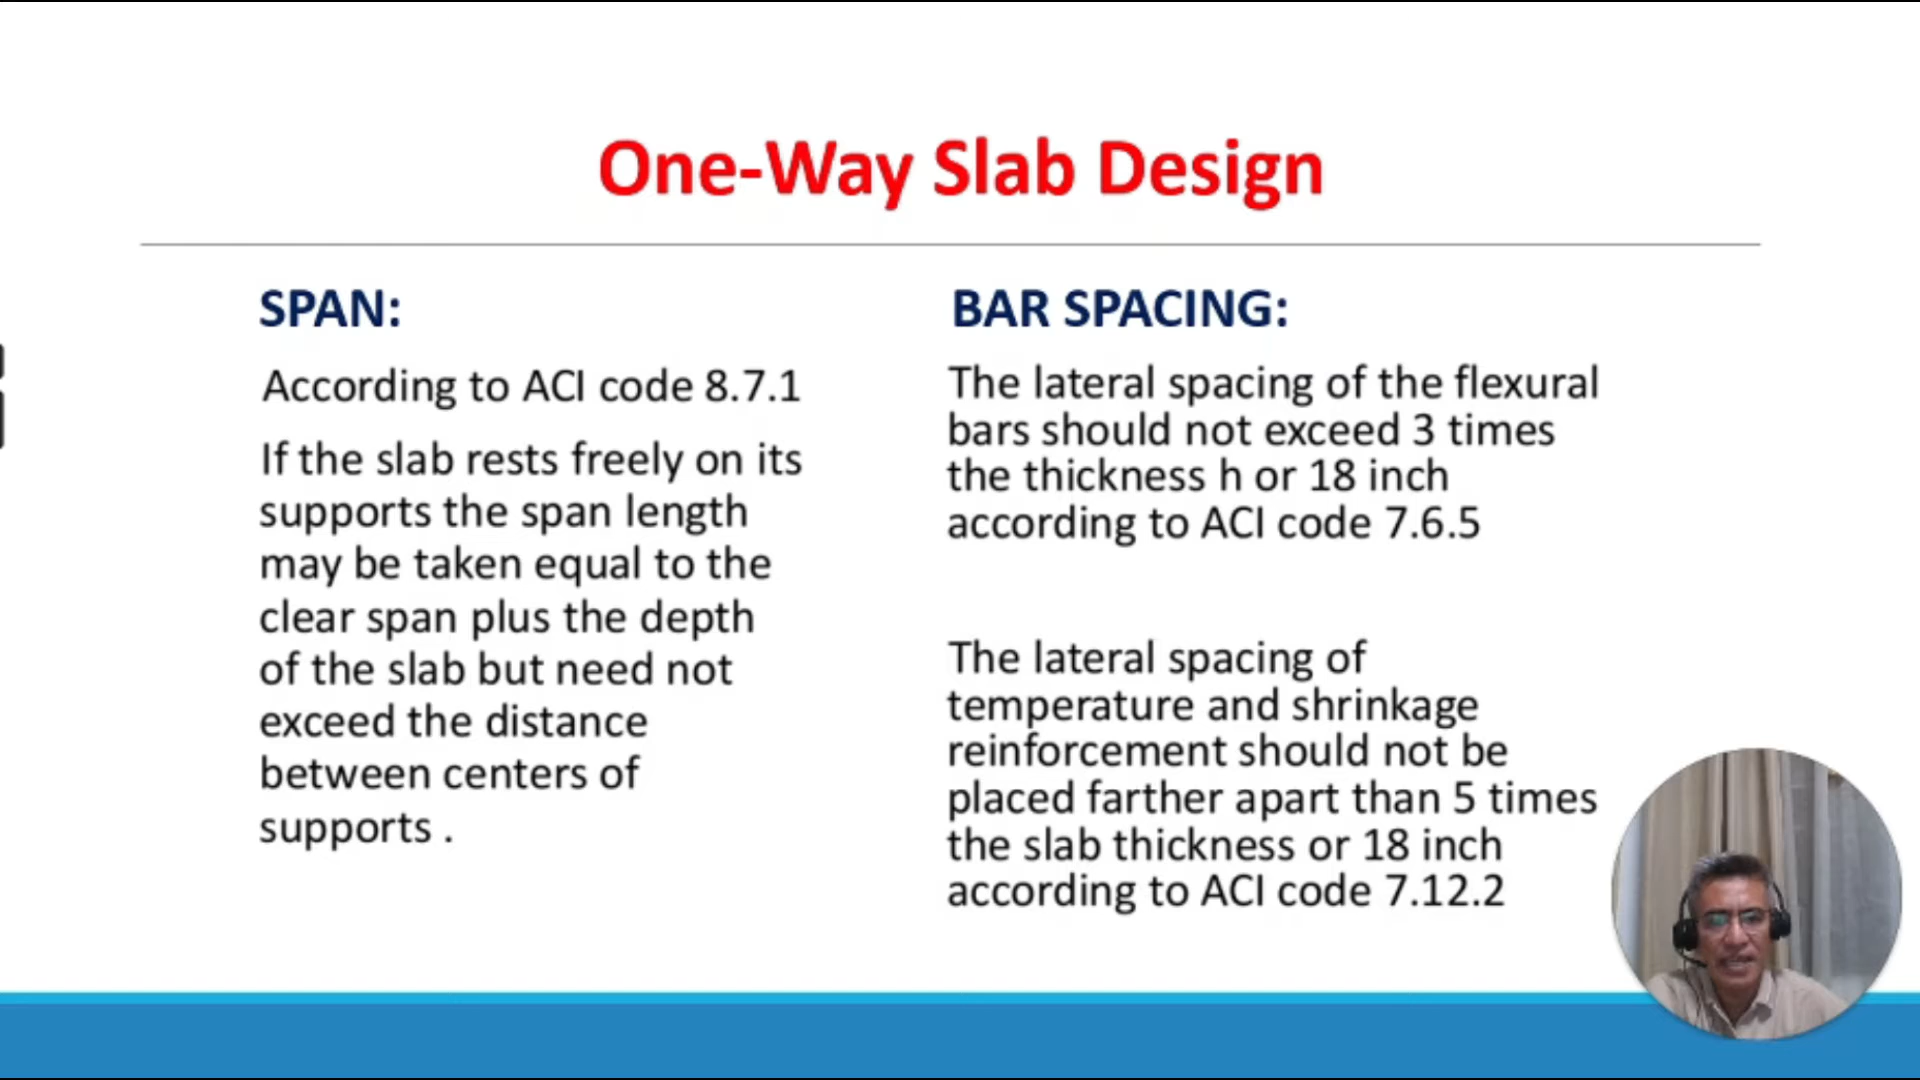 One-Way Slab Design
SPAN:
According to ACI code 8.7.1
If the slab rests freely on its
supports the span length
may be taken equal to the
clear span plus the depth
of the slab but need not
exceed the distance
between centers of
supports .
BAR SPACING:
The lateral spacing of the flexural
bars should not exceed 3 times
the thickness h or 18 inch
according to ACI code 7.6.5
The lateral spacing of
temperature and shrinkage
reinforcement should not be
placed farther apart than 5 times
the slab thickness or 18 inch
according to ACI code 7.12.2